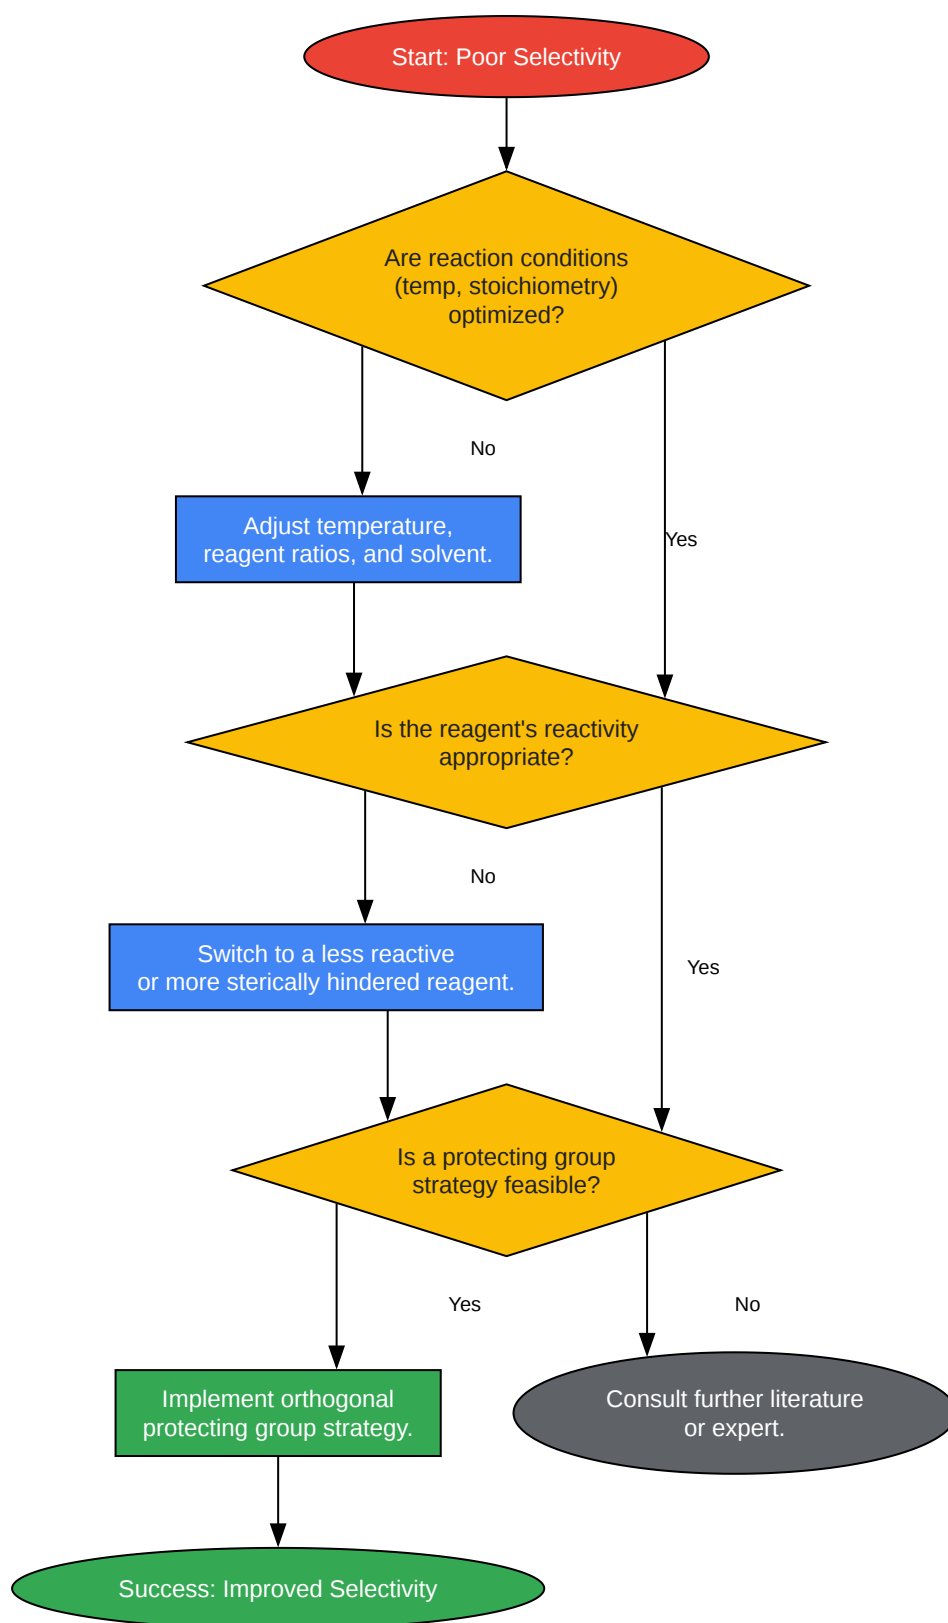 Start: Poor Selectivity
Are reaction conditions
(temp, stoichiometry)
optimized?
No
Adjust temperature,
reagent ratios, and solvent.
Yes
Is the reagent's reactivity
appropriate?
No
Switch to a less reactive
or more sterically hindered reagent.
Yes
Is a protecting group
strategy feasible?
Yes
No
Implement orthogonal
protecting group strategy.
Consult further literature
or expert.
Success: Improved Selectivity